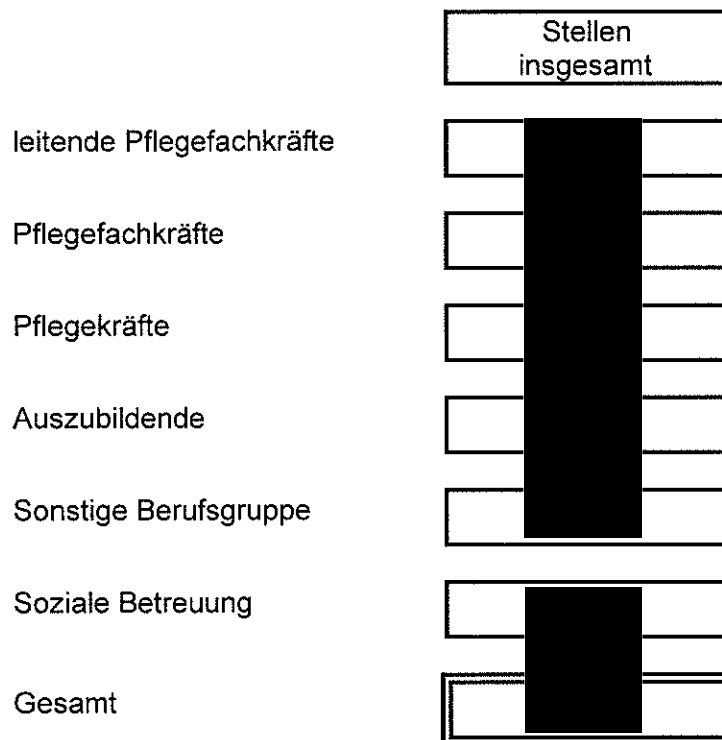 Stellen
insgesamt
leitende Pflegefachkräfte
Pflegefachkräfte
Pflegekräfte
Auszubildende
Sonstige Berufsgruppe
Soziale Betreuung
Gesamt